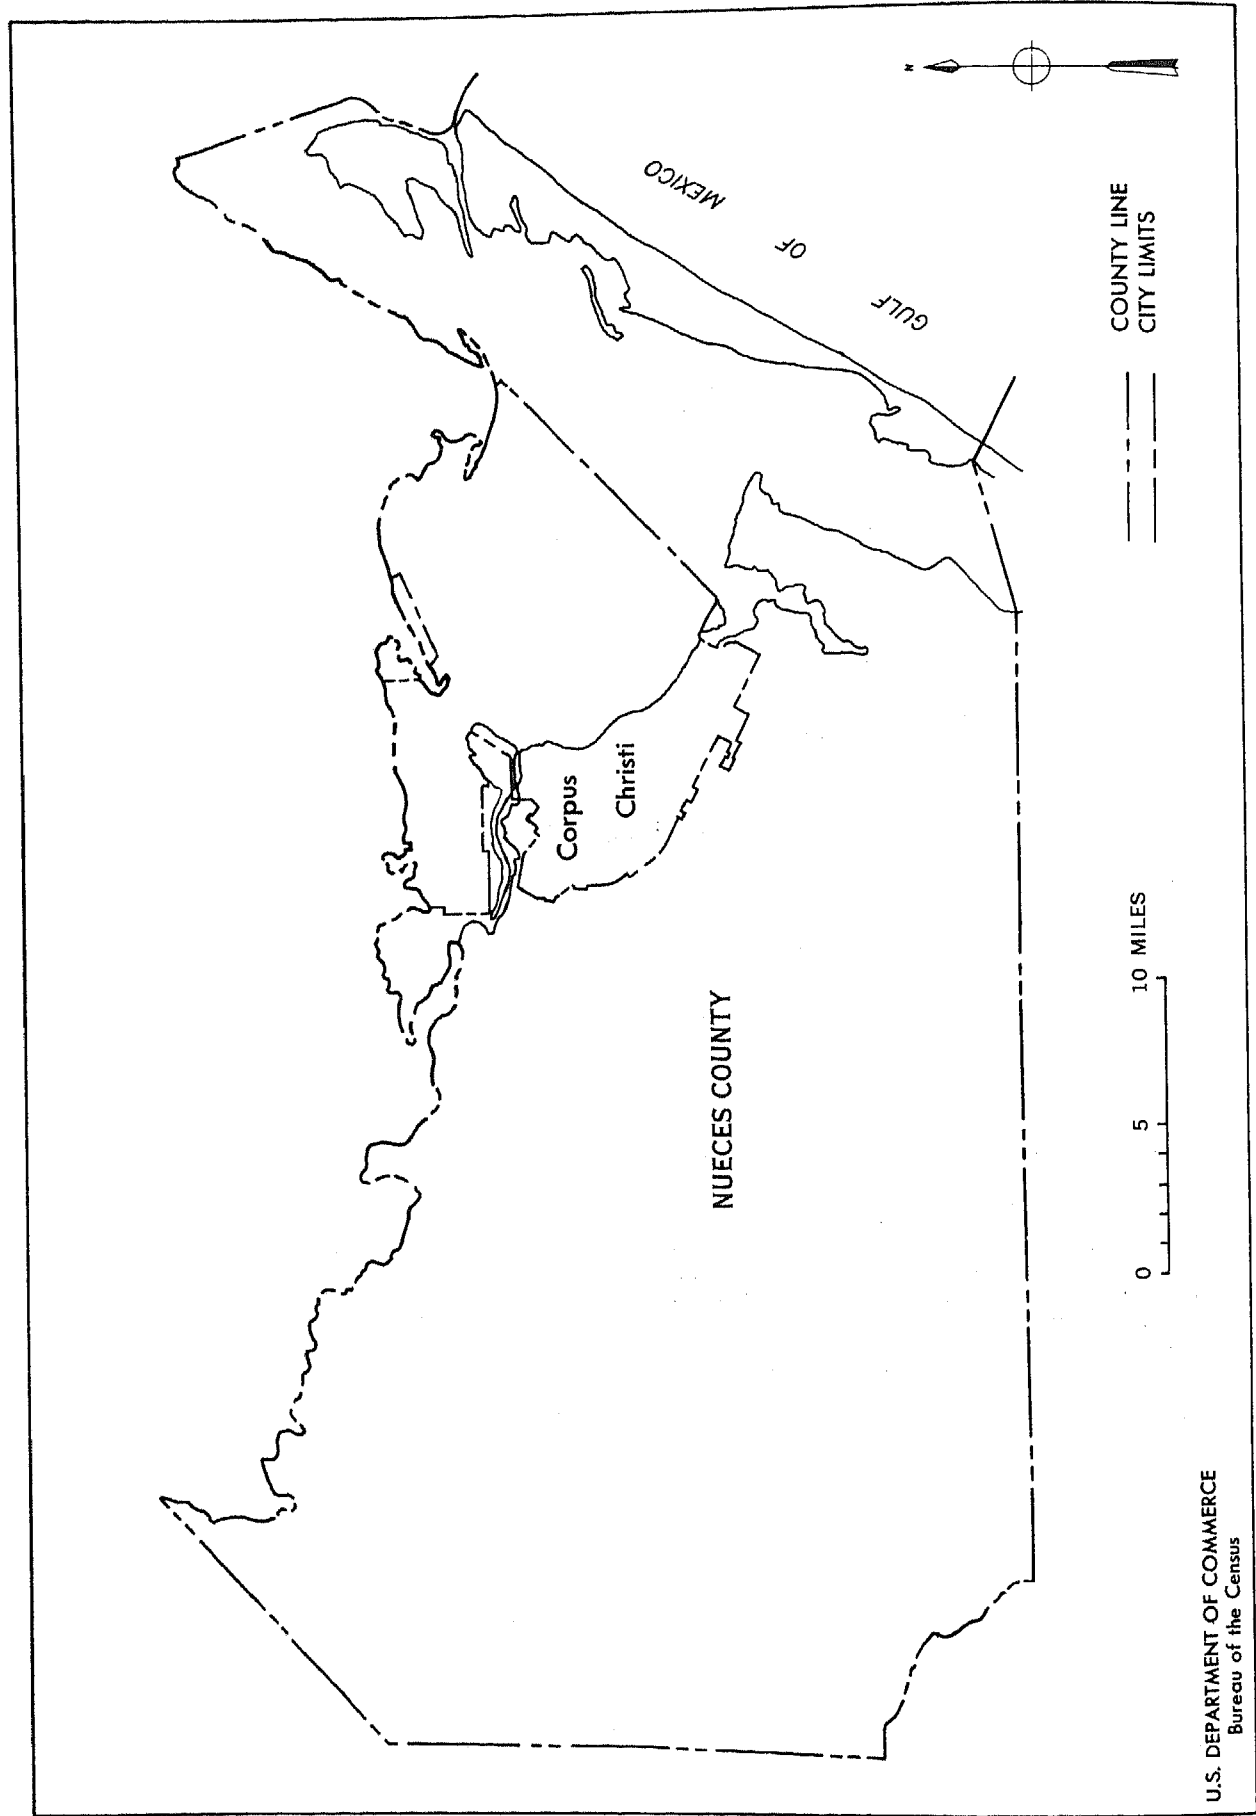 N
GULF
OF
MEXICO
Corpus
Christi
NUECES COUNTY
COUNTY LINE
CITY LIMITS
0 5 10 MILES
U.S. DEPARTMENT OF COMMERCE
Bureau of the Census